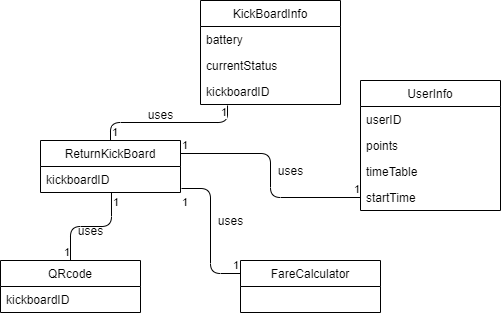 KickBoardInfo
battery
currentStatus
kickboardID
1
uses
1
UserInfo
userID
points
timeTable
startTime
ReturnKickBoard
kickboardID
1
uses
1
1
uses
1
1
uses
1
QRcode
kickboardID
FareCalculator